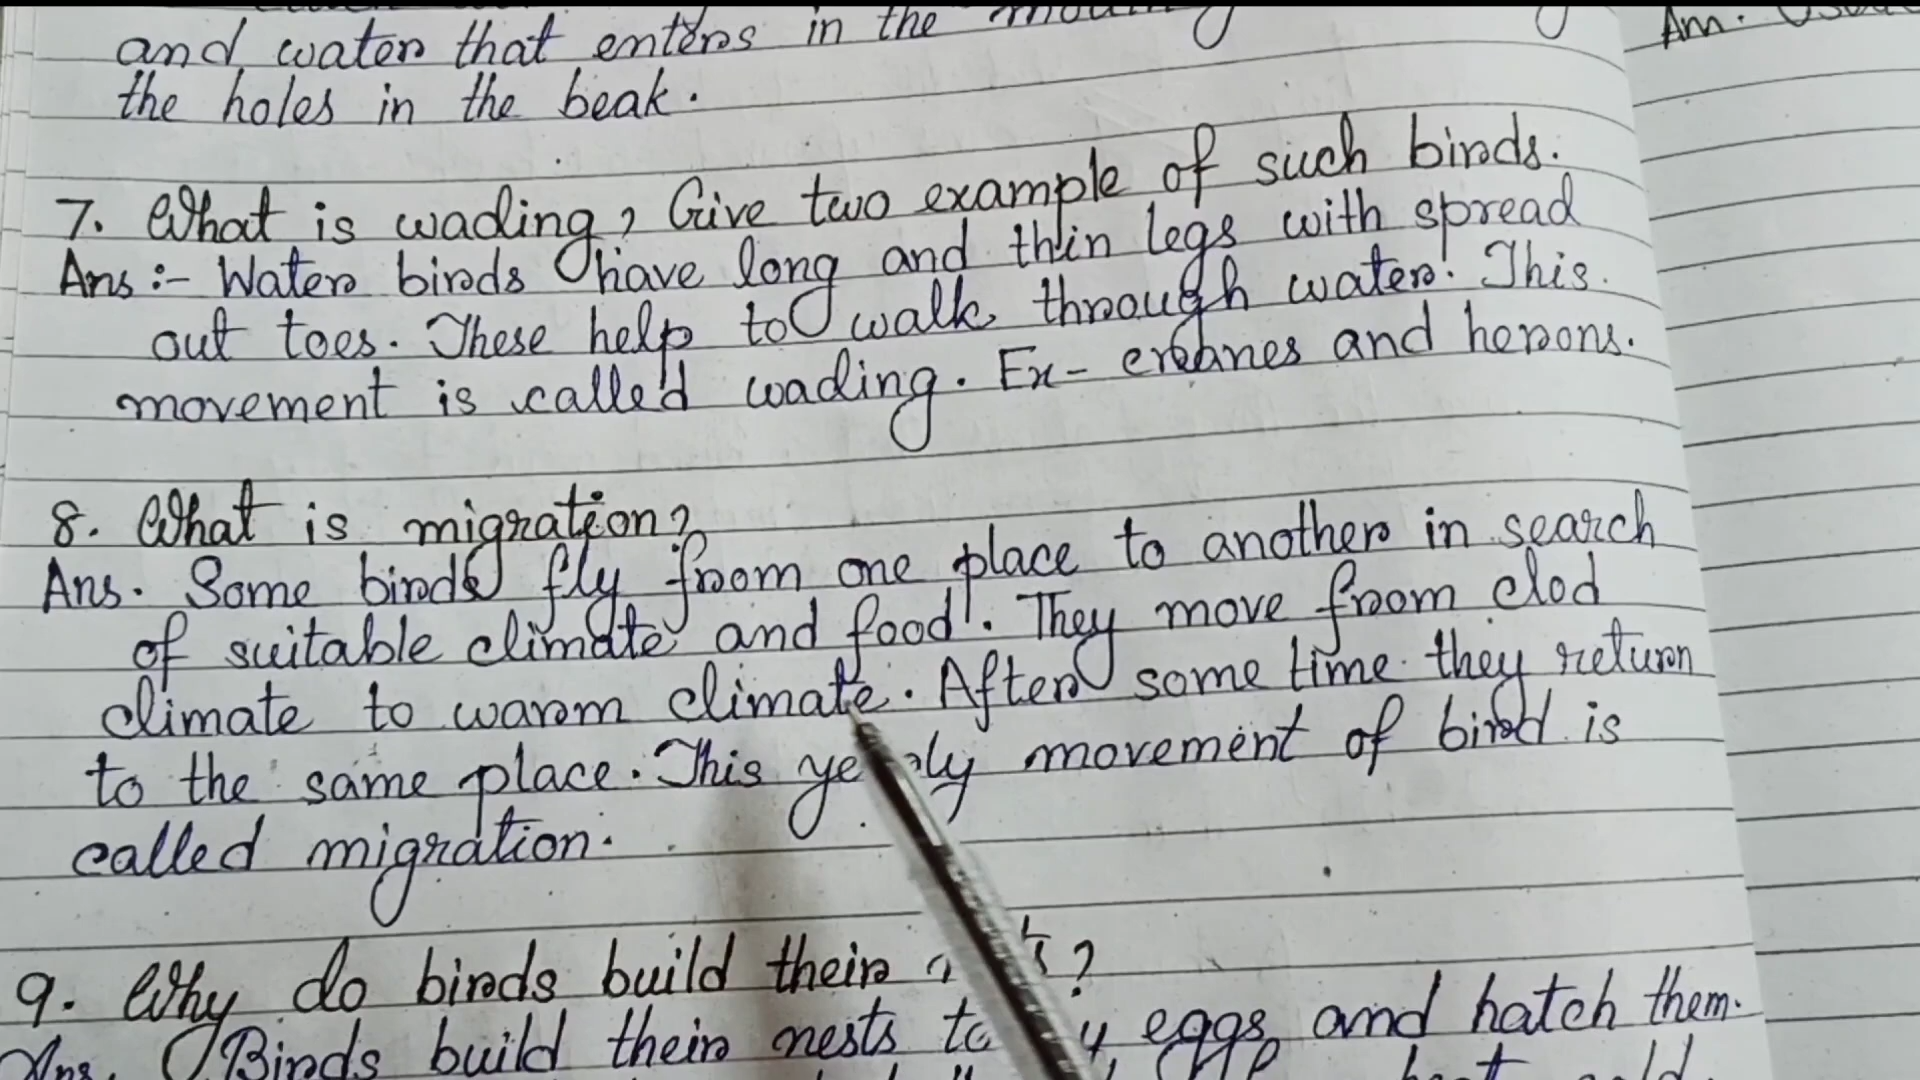 and water that enters in the
the holes in the beak.
7. What is wading? Give two example of such birds.
Ans :- Water birds have long and thin legs with spread
out toes. These help to walk through water. This
movement is called wading. Ex- creanes and herons.
8. What is migration?
Ans. Some birds fly from one place to another in search
of suitable climate and food. They move from clod
climate to warm climate. After some time they return
to the same place. This movement of bird is
called migration.
9. Why do birds build their
Ans. Birds build their nests eggs and hatch them.